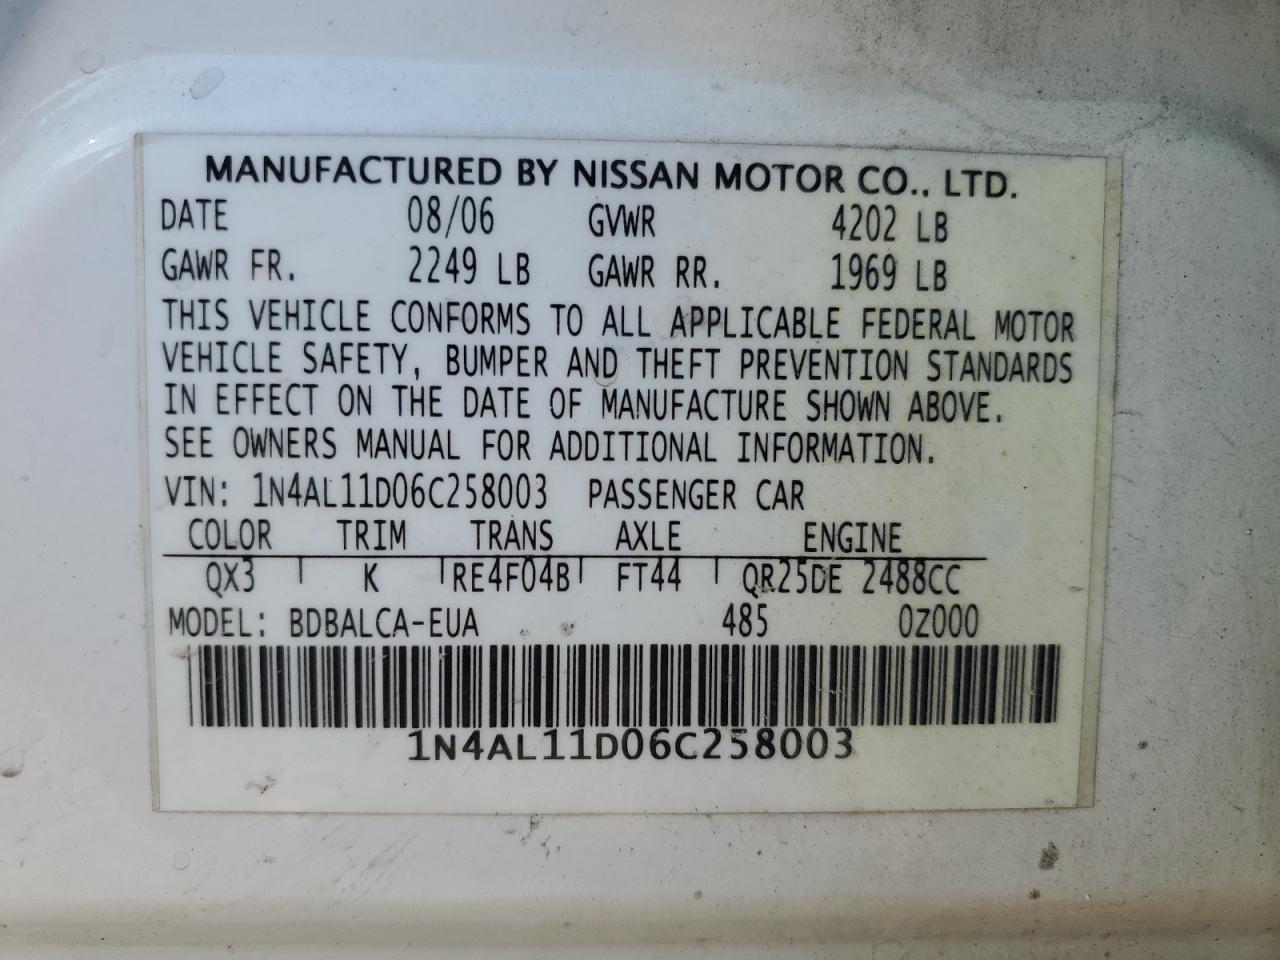 MANUFACTURED BY NISSAN MOTOR CO., LTD.
DATE 08/06 GVWR 4202 LB
GAWR FR. 2249 LB GAWR RR. 1969 LB
THIS VEHICLE CONFORMS TO ALL APPLICABLE FEDERAL MOTOR
VEHICLE SAFETY, BUMPER AND THEFT PREVENTION STANDARDS
IN EFFECT ON THE DATE OF MANUFACTURE SHOWN ABOVE.
SEE OWNERS MANUAL FOR ADDITIONAL INFORMATION.
VIN: 1N4AL11D06C258003 PASSENGER CAR
COLOR TRIM TRANS AXLE ENGINE
QX3 K RE4F04B FT44 QR25DE 2488CC
MODEL: BDBALCA-EUA 485 0Z000
1N4AL11D06C258003